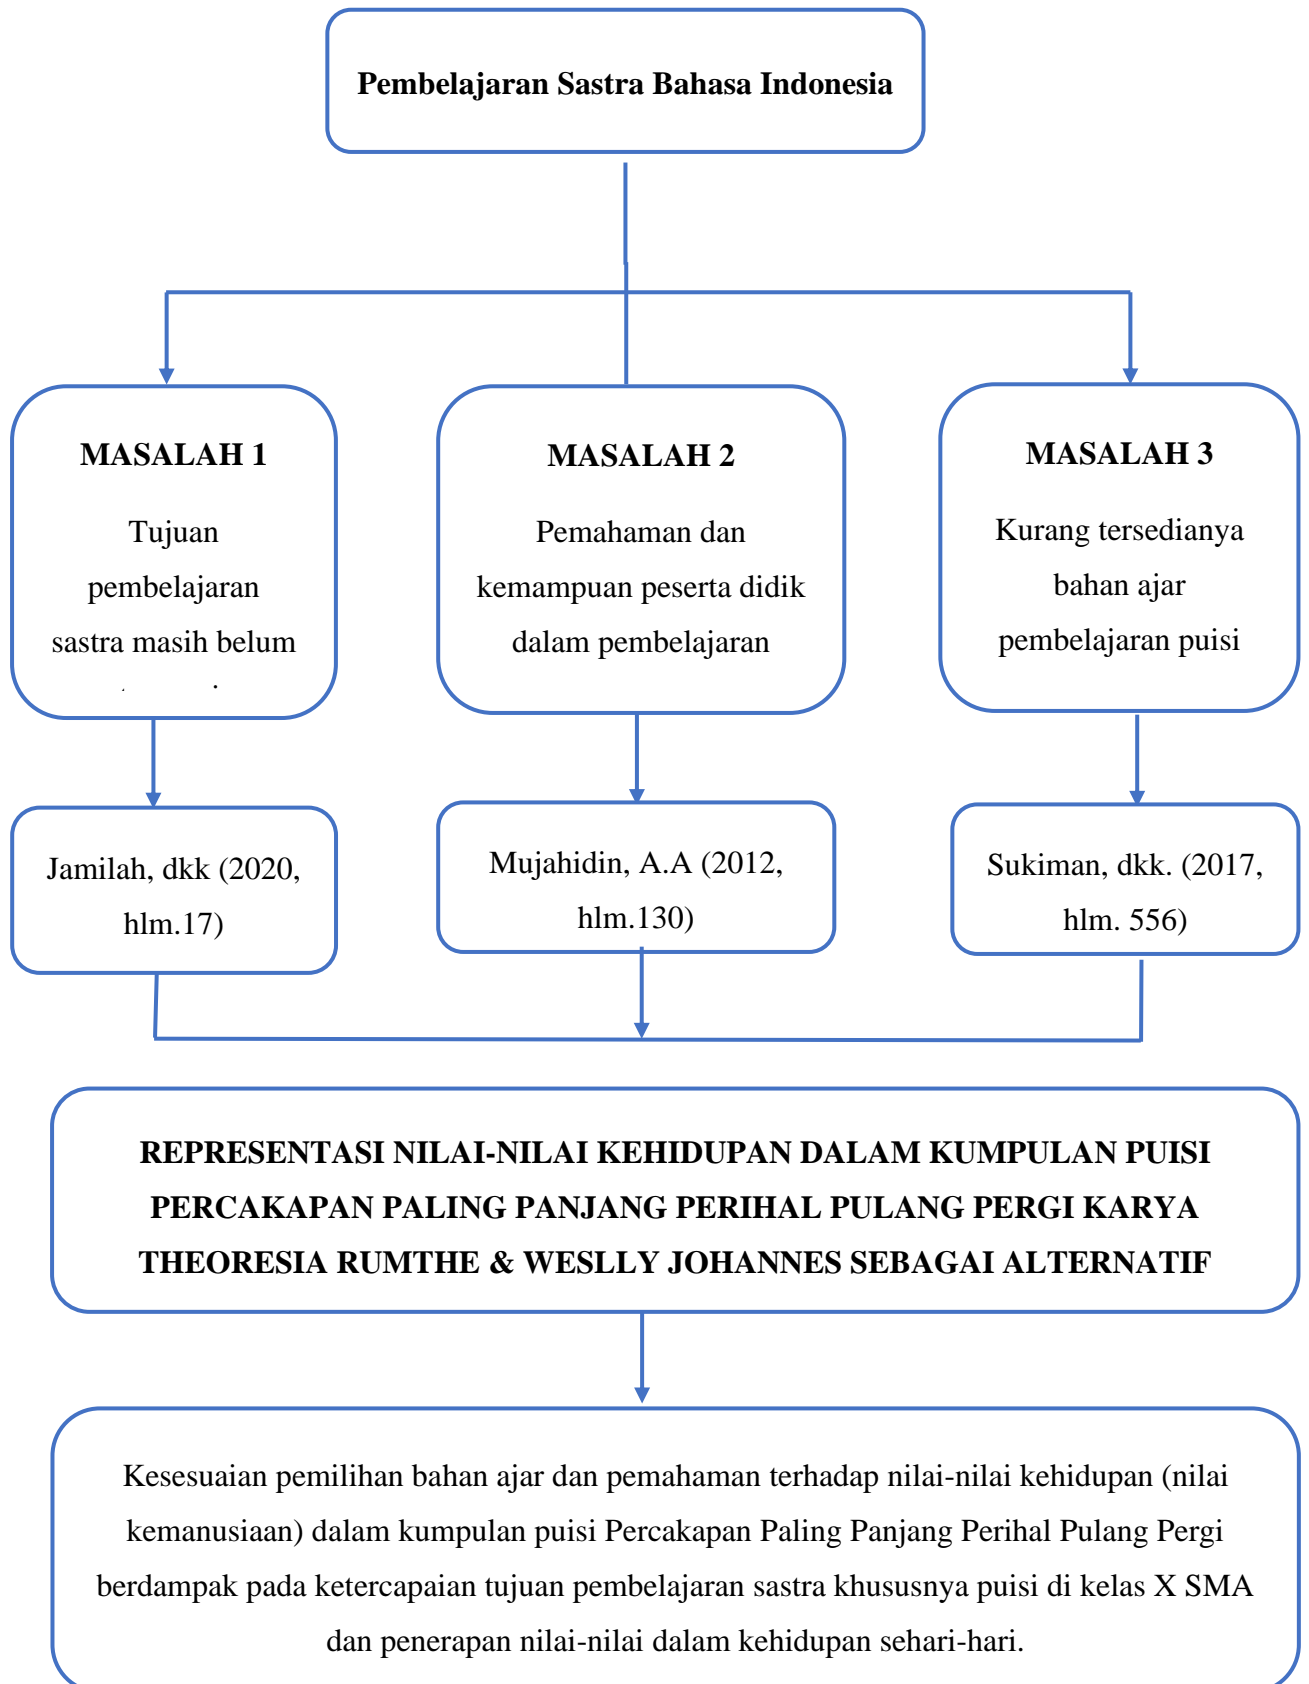 Pembelajaran Sastra Bahasa Indonesia
MASALAH 1
Tujuan
pembelajaran
sastra masih belum
MASALAH 2
Pemahaman dan
kemampuan peserta didik
dalam pembelajaran
MASALAH 3
Kurang tersedianya
bahan ajar
pembelajaran puisi
Jamilah, dkk (2020,
hlm.17)
Mujahidin, A.A (2012,
hlm.130)
Sukiman, dkk. (2017,
hlm. 556)
REPRESENTASI NILAI-NILAI KEHIDUPAN DALAM KUMPULAN PUISI
PERCAKAPAN PALING PANJANG PERIHAL PULANG PERGI KARYA
THEORESIA RUMTHE & WESLLY JOHANNES SEBAGAI ALTERNATIF
Kesesuaian pemilihan bahan ajar dan pemahaman terhadap nilai-nilai kehidupan (nilai
kemanusiaan) dalam kumpulan puisi Percakapan Paling Panjang Perihal Pulang Pergi
berdampak pada ketercapaian tujuan pembelajaran sastra khususnya puisi di kelas X SMA
dan penerapan nilai-nilai dalam kehidupan sehari-hari.